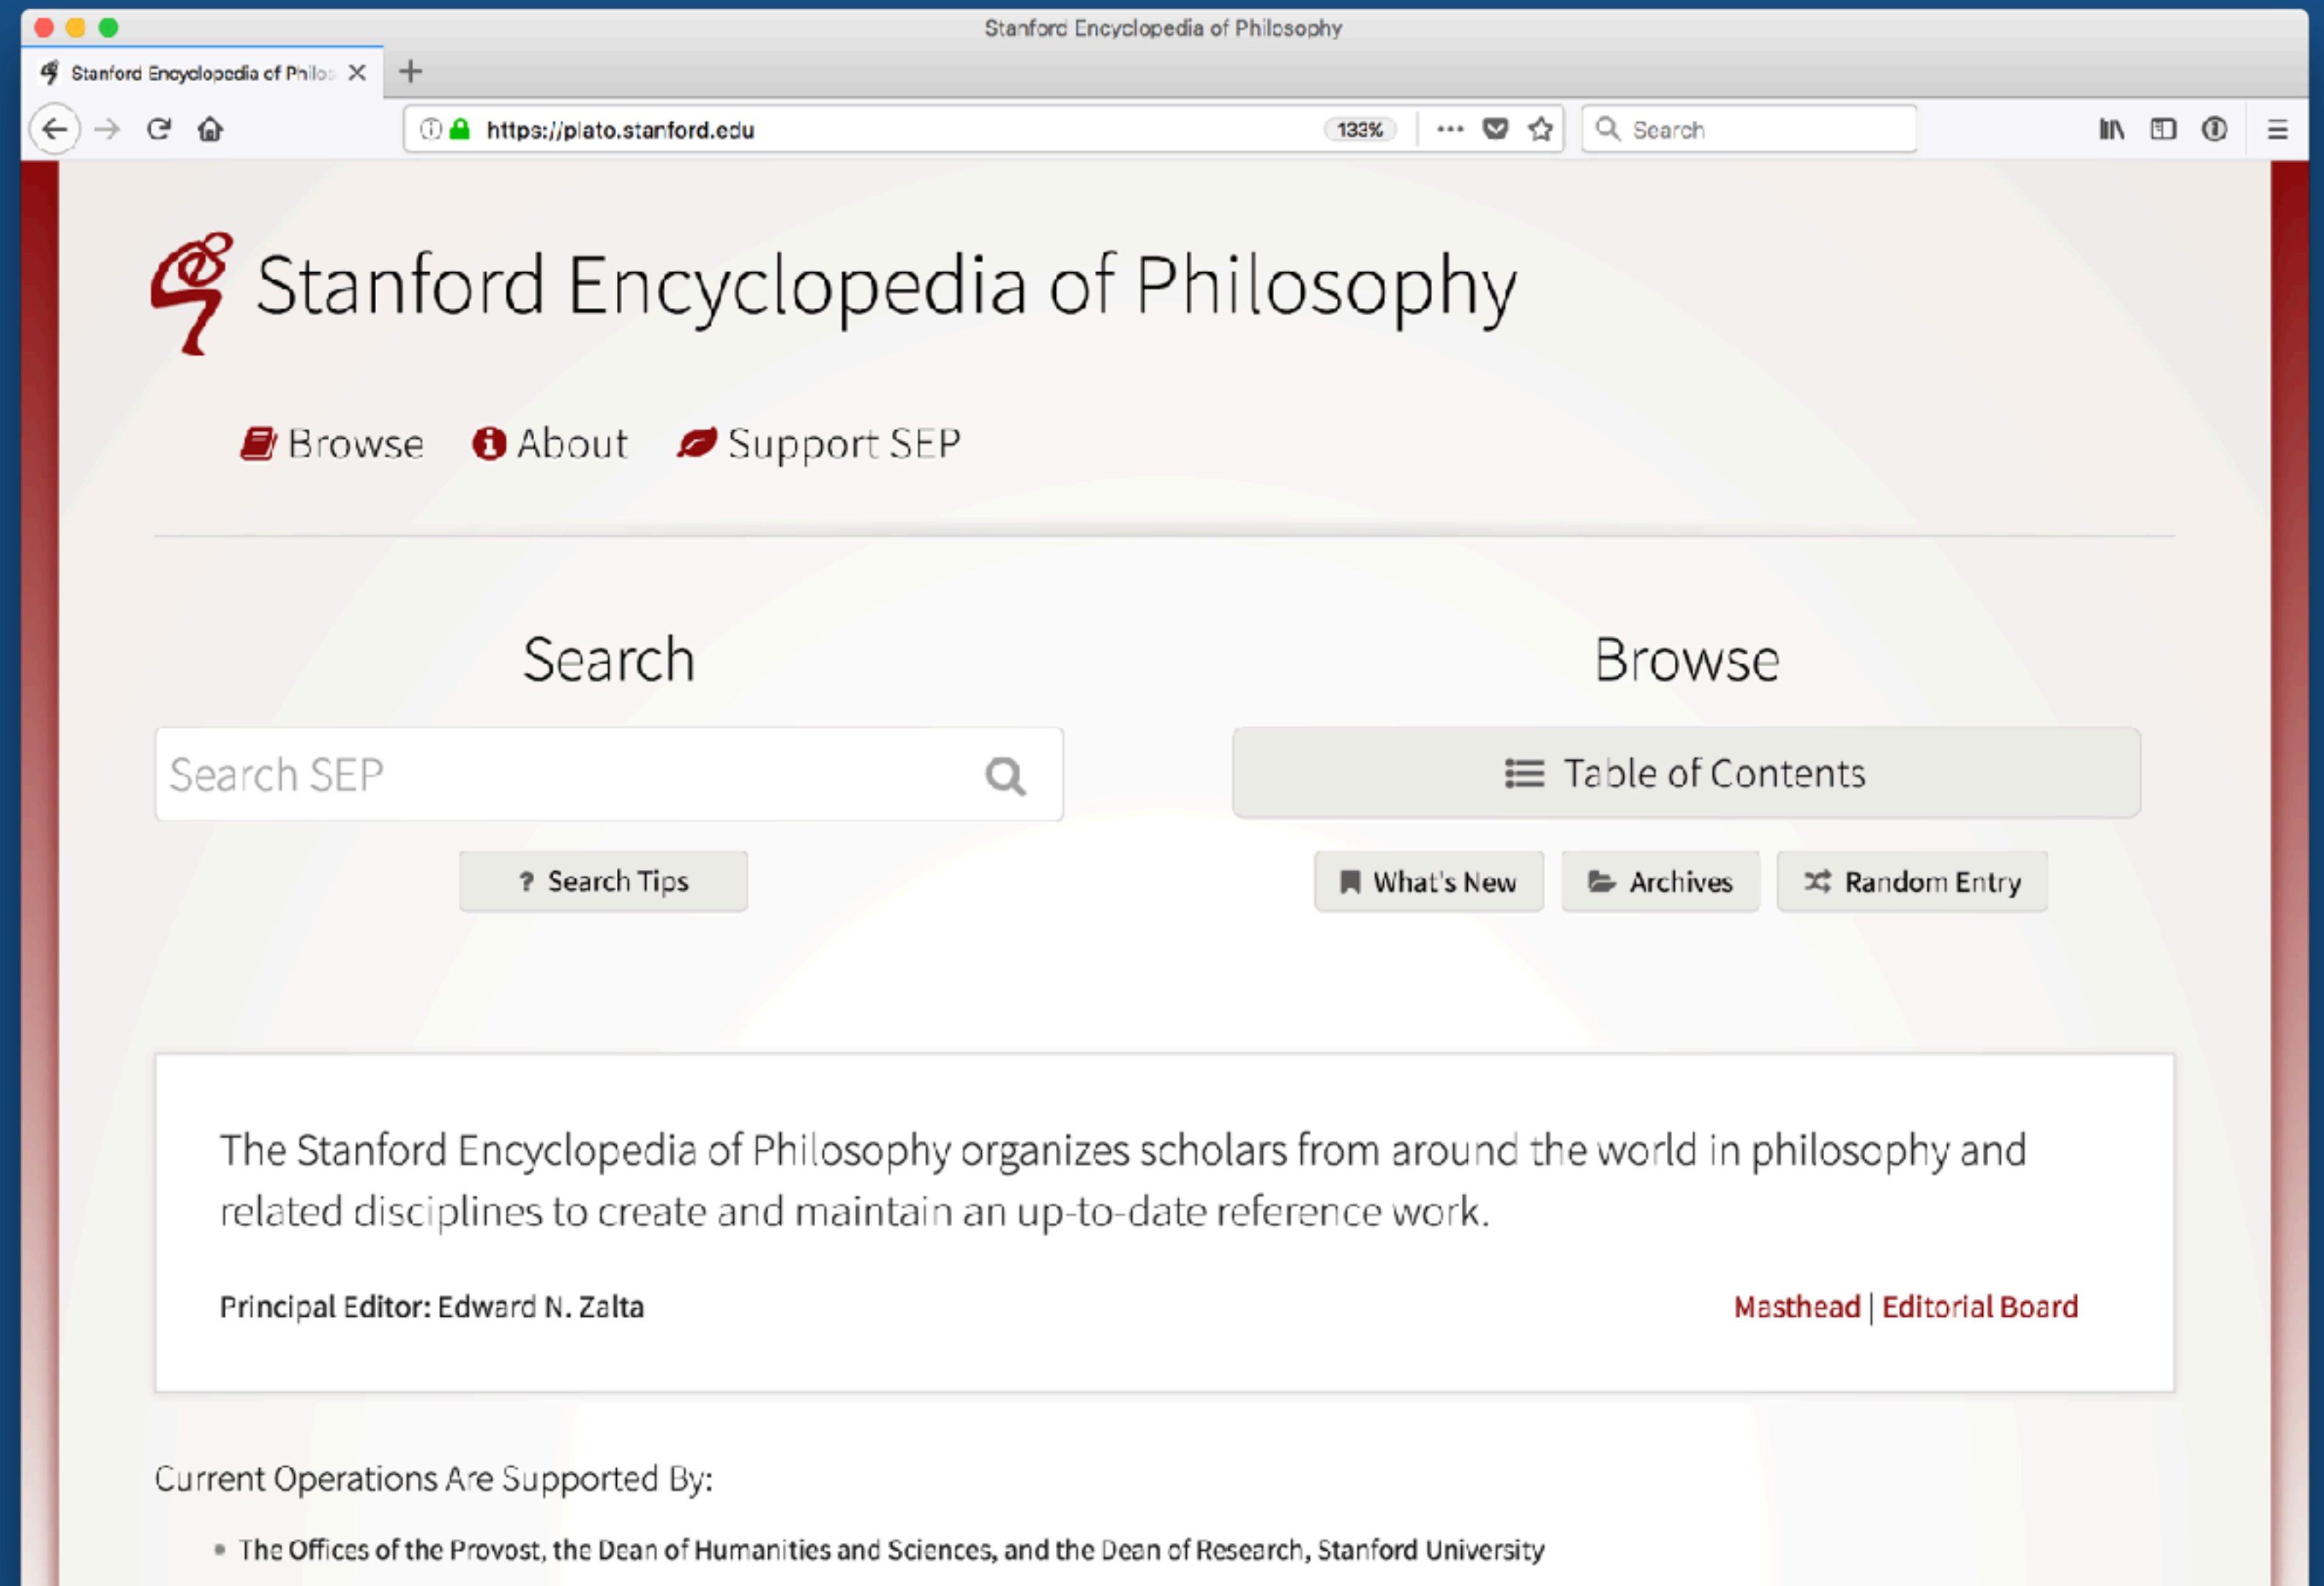 Stanford Encyclopedia of Philosophy
Stanford Encyclopedia of Philos
https://plato.stanford.edu 133% Search
Stanford Encyclopedia of Philosophy
Browse About Support SEP
Search
Search SEP
? Search Tips
Browse
Table of Contents
What's New Archives Random Entry
The Stanford Encyclopedia of Philosophy organizes scholars from around the world in philosophy and
related disciplines to create and maintain an up-to-date reference work.
Principal Editor: Edward N. Zalta
Masthead | Editorial Board
Current Operations Are Supported By:
• The Offices of the Provost, the Dean of Humanities and Sciences, and the Dean of Research, Stanford University